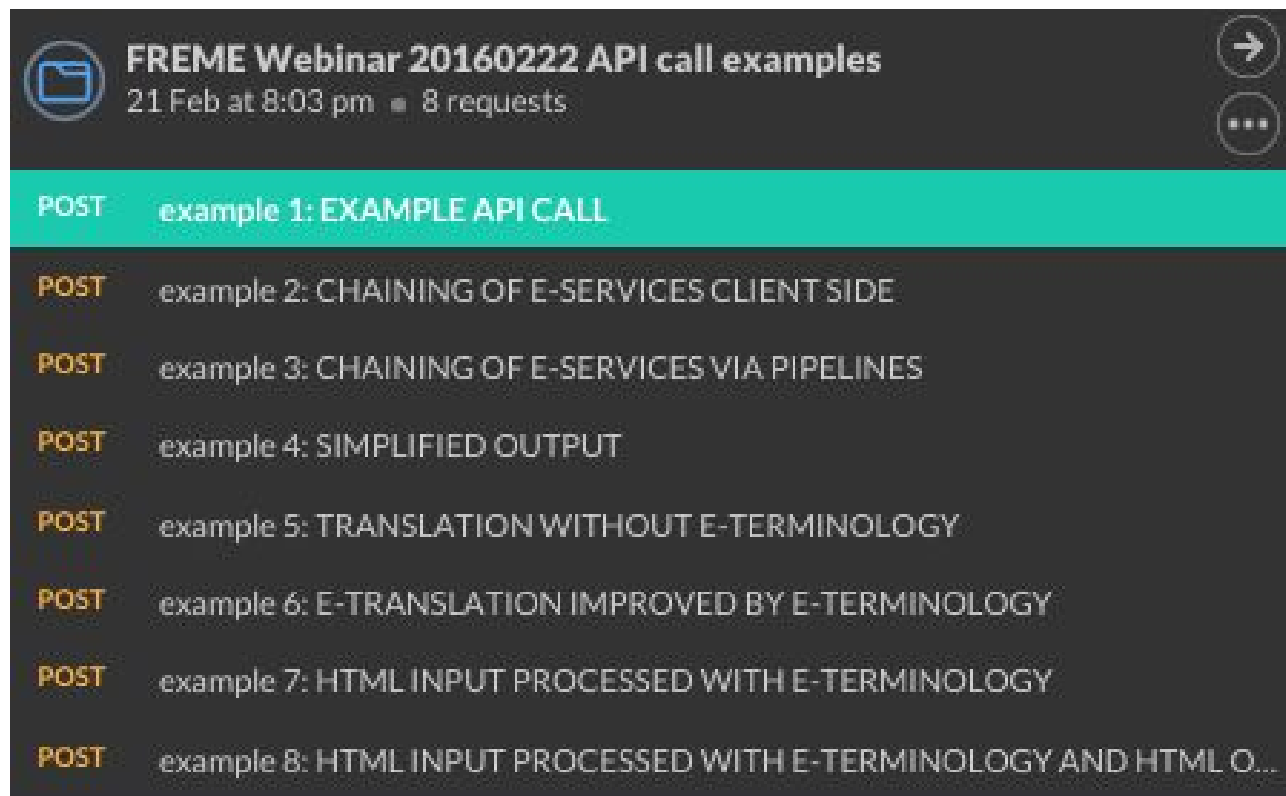 FREME Webinar 20160222 API call examples
21 Feb at 8:03 pm • 8 requests
POST example 1: EXAMPLE API CALL
POST example 2: CHAINING OF E-SERVICES CLIENT SIDE
POST example 3: CHAINING OF E-SERVICES VIA PIPELINES
POST example 4: SIMPLIFIED OUTPUT
POST example 5: TRANSLATION WITHOUT E-TERMINOLOGY
POST example 6: E-TRANSLATION IMPROVED BY E-TERMINOLOGY
POST example 7: HTML INPUT PROCESSED WITH E-TERMINOLOGY
POST example 8: HTML INPUT PROCESSED WITH E-TERMINOLOGY AND HTML O...